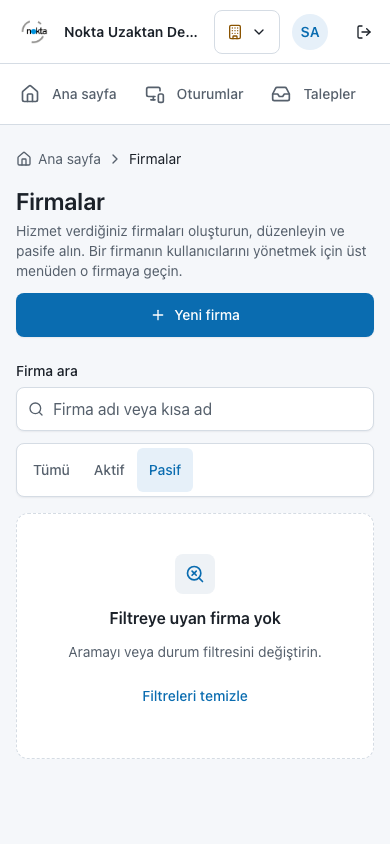 nokta
Nokta Uzaktan De...
SA
Ana sayfa
Oturumlar
Talepler
Ana sayfa
Firmalar
Firmalar
Hizmet verdiğiniz firmaları oluşturun, düzenleyin ve
pasife alın. Bir firmanın kullanıcılarını yönetmek için üst
menüden o firmaya geçin.
Yeni firma
Firma ara
Firma adı veya kısa ad
Tümü
Aktif
Pasif
Filtreye uyan firma yok
Aramayı veya durum filtresini değiştirin.
Filtreleri temizle